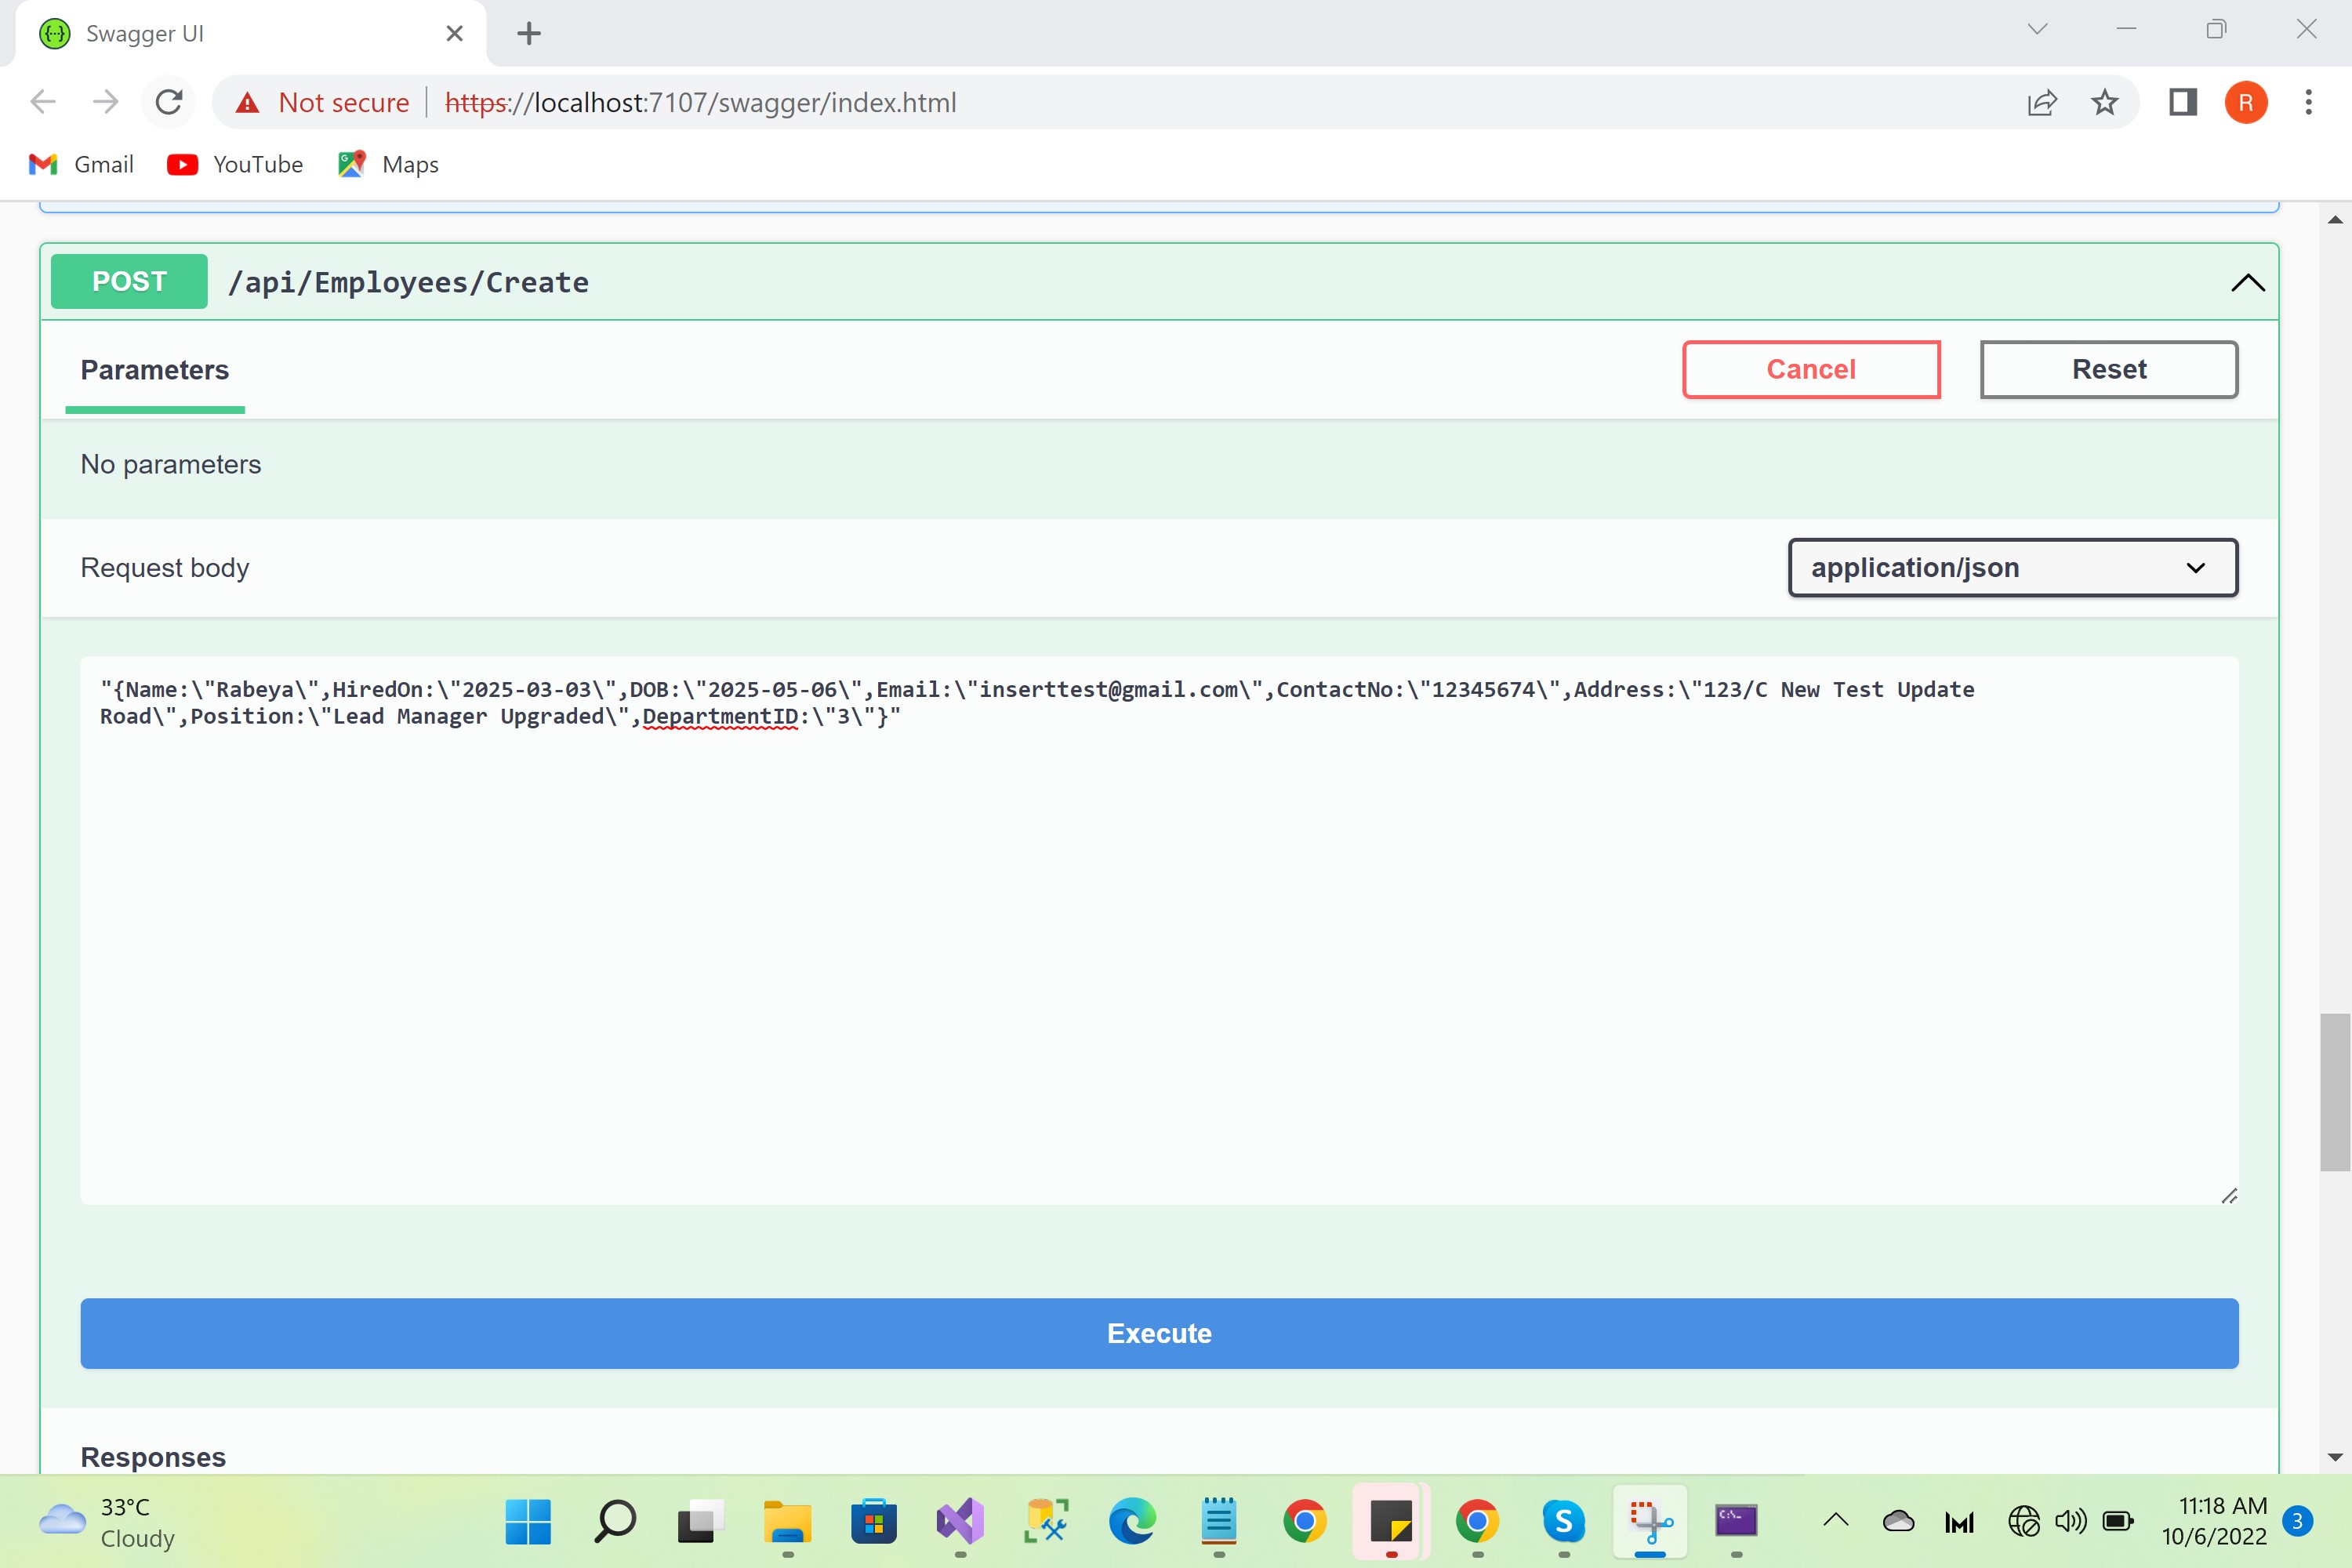 Swagger UI
Not secure https://localhost:7107/swagger/index.html
R
Gmail YouTube Maps
POST /api/Employees/Create
Parameters Cancel Reset
No parameters
Request body application/json
"{Name:\"Rabeya\",HiredOn:\"2025-03-03\",DOB:\"2025-05-06\",Email:\"inserttest@gmail.com\",ContactNo:\"12345674\",Address:\"123/C New Test Update
Road\",Position:\"Lead Manager Upgraded\",DepartmentID:\"3\"}"
Execute
Responses
33°C
Cloudy
11:18 AM
10/6/2022
3